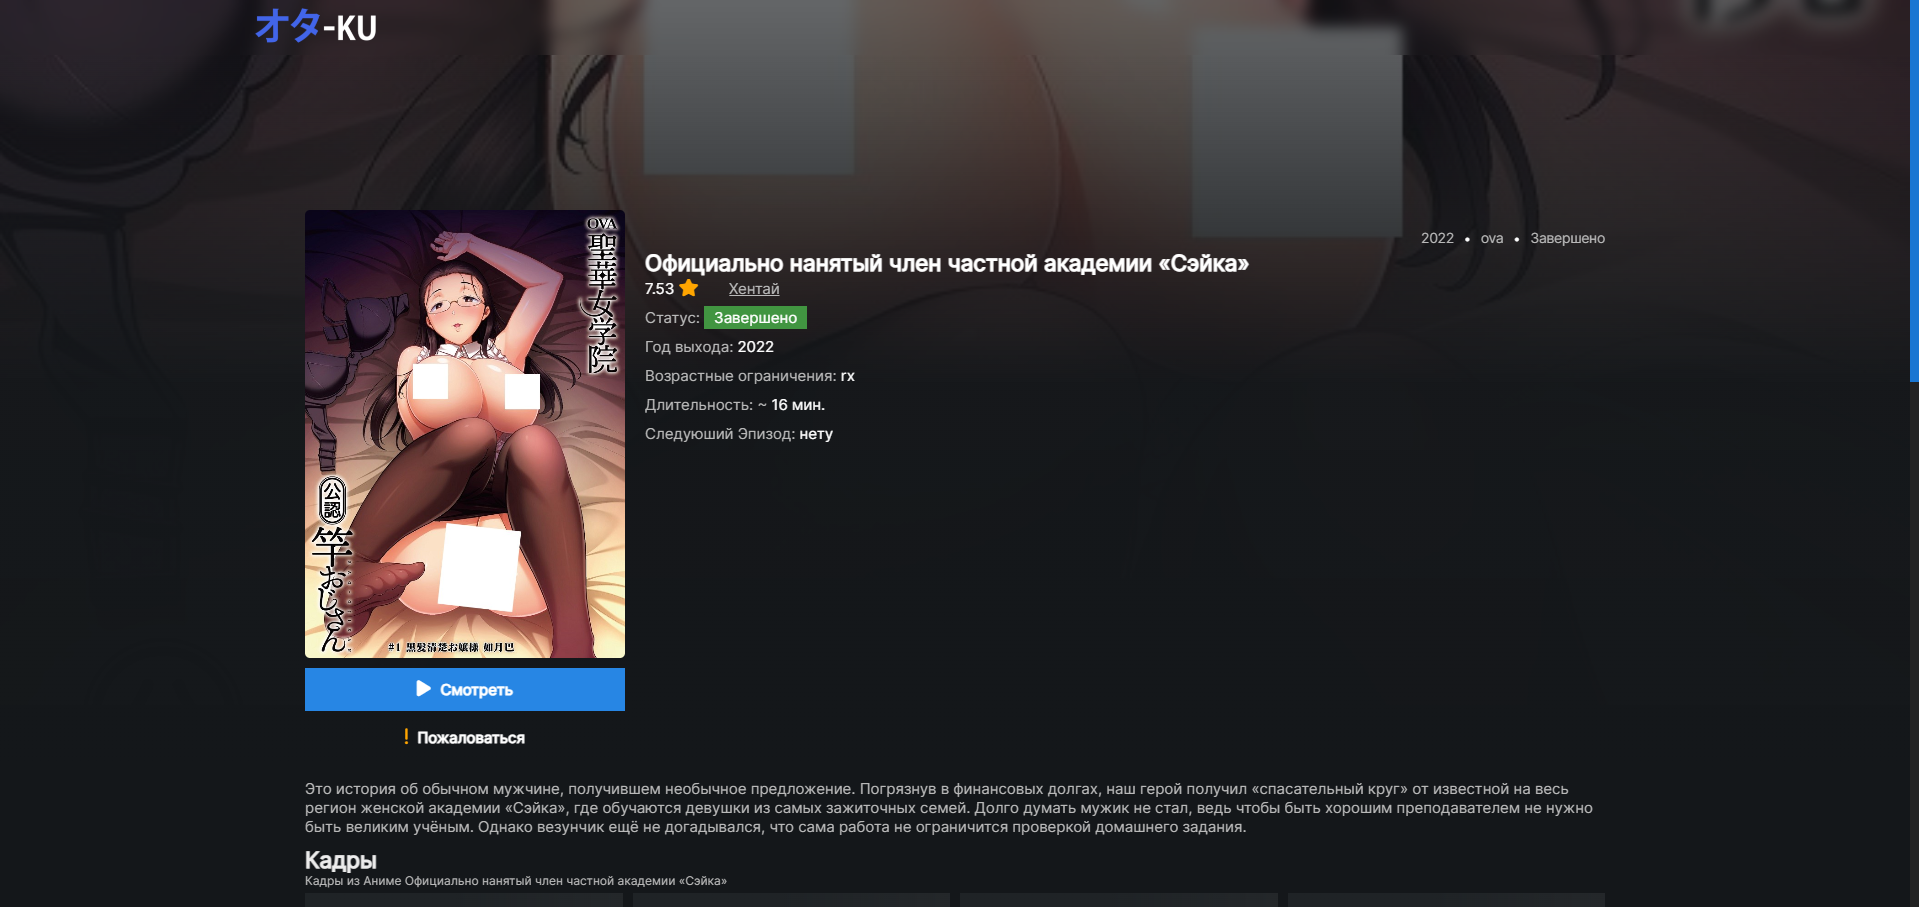 オタ-KU
2022 • ova • Завершено
Официально нанятый член частной академии «Сэйка»
7.53 Хентай
Статус: Завершено
Год выхода: 2022
Возрастные ограничения: rx
Длительность: ~ 16 мин.
Следуюший Эпизод: нету
OVA
聖華女学院
公認
竿おじさん
#1 黒髪清楚お嬢様 如月巴
Смотреть
! Пожаловаться
Это история об обычном мужчине, получившем необычное предложение. Погрязнув в финансовых долгах, наш герой получил «спасательный круг» от известной на весь
регион женской академии «Сэйка», где обучаются девушки из самых зажиточных семей. Долго думать мужик не стал, ведь чтобы быть хорошим преподавателем не нужно
быть великим учёным. Однако везунчик ещё не догадывался, что сама работа не ограничится проверкой домашнего задания.
Кадры
Кадры из Аниме Официально нанятый член частной академии «Сэйка»